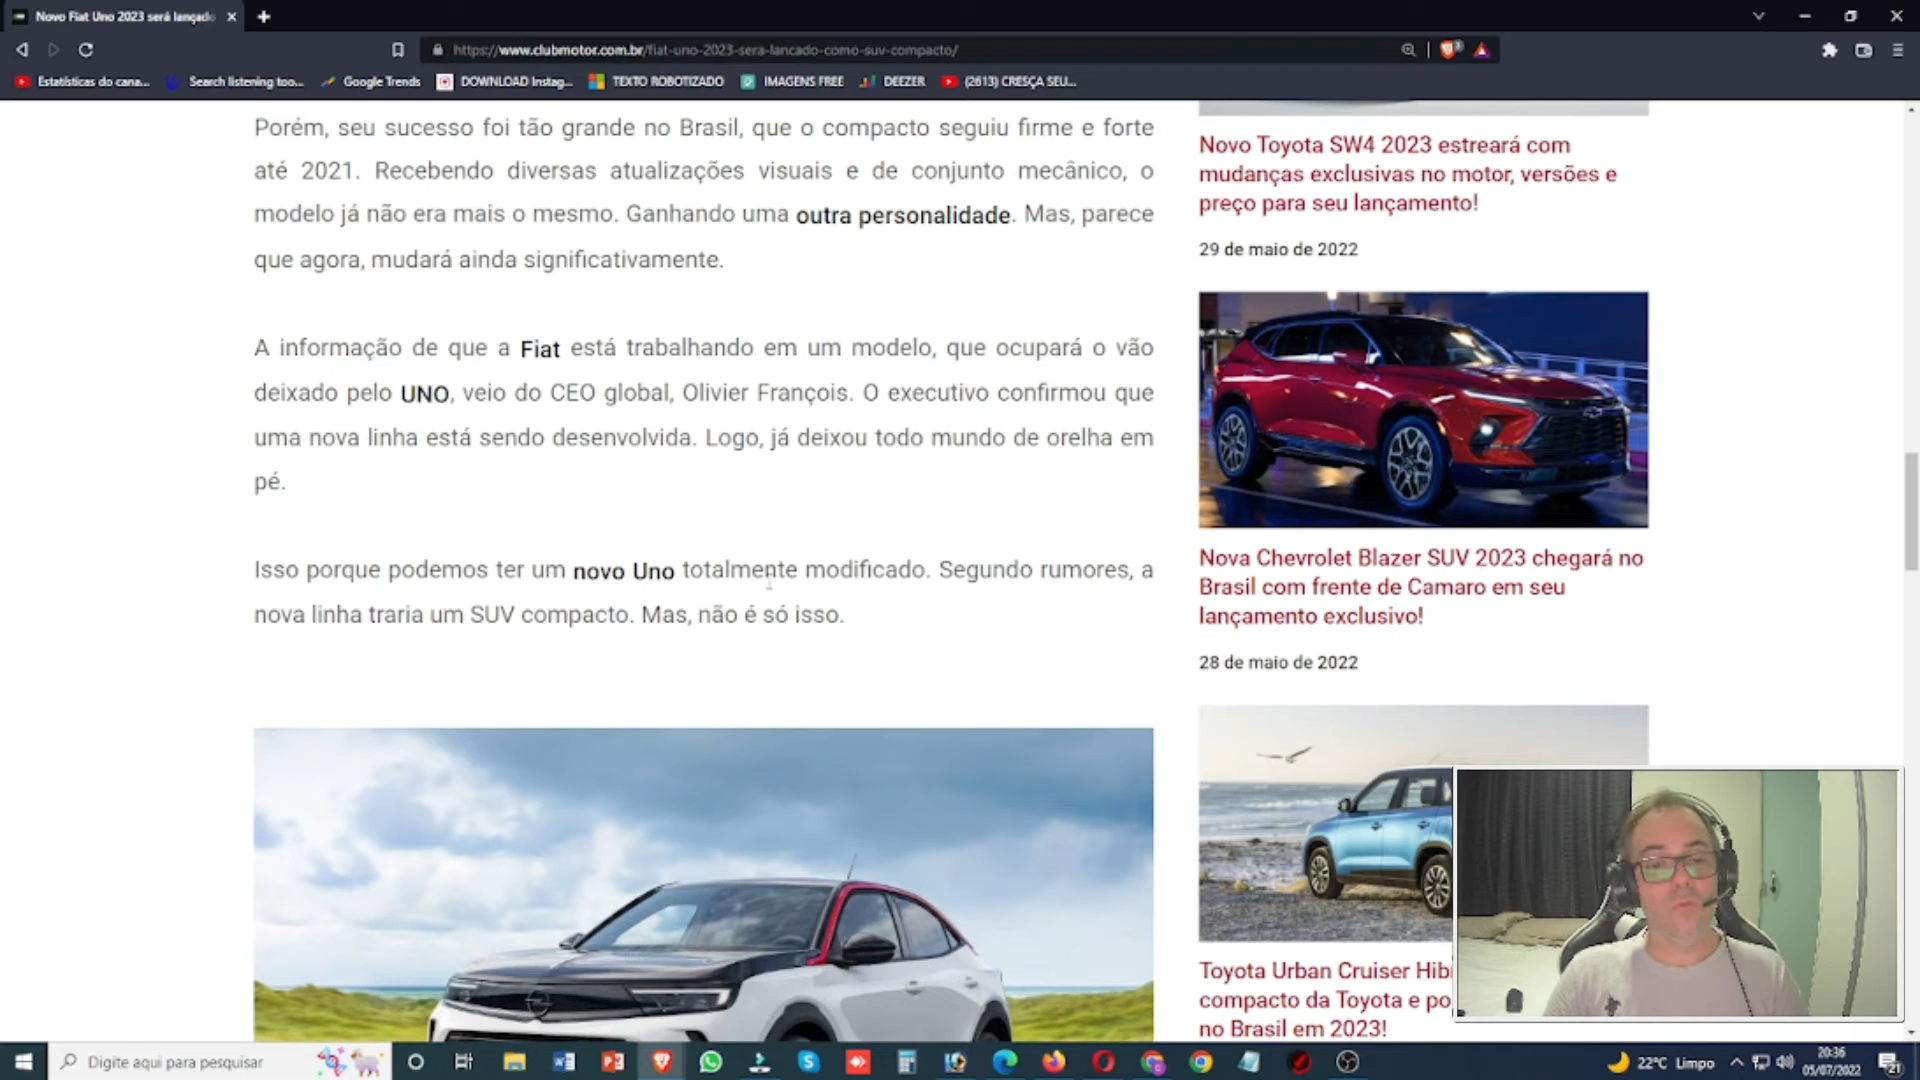 Novo Fiat Uno 2023 será lançado
https://www.clubmotor.com.br/fiat-uno-2023-sera-lancado-como-suv-compacto/
Estatísticas do cana...
Search listening too...
Google Trends
DOWNLOAD Instag...
TEXTO ROBOTIZADO
IMAGENS FREE
DEEZER
(2613) CRESÇA SEU...
Porém, seu sucesso foi tão grande no Brasil, que o compacto seguiu firme e forte
até 2021. Recebendo diversas atualizações visuais e de conjunto mecânico, o
modelo já não era mais o mesmo. Ganhando uma outra personalidade. Mas, parece
que agora, mudará ainda significativamente.
A informação de que a Fiat está trabalhando em um modelo, que ocupará o vão
deixado pelo UNO, veio do CEO global, Olivier François. O executivo confirmou que
uma nova linha está sendo desenvolvida. Logo, já deixou todo mundo de orelha em
pé.
Isso porque podemos ter um novo Uno totalmente modificado. Segundo rumores, a
nova linha traria um SUV compacto. Mas, não é só isso.
Novo Toyota SW4 2023 estreará com
mudanças exclusivas no motor, versões e
preço para seu lançamento!
29 de maio de 2022
Nova Chevrolet Blazer SUV 2023 chegará no
Brasil com frente de Camaro em seu
lançamento exclusivo!
28 de maio de 2022
Toyota Urban Cruiser Hib
compacto da Toyota e po
no Brasil em 2023!
Digite aqui para pesquisar
22°C Limpo
20:36
05/07/2022
21